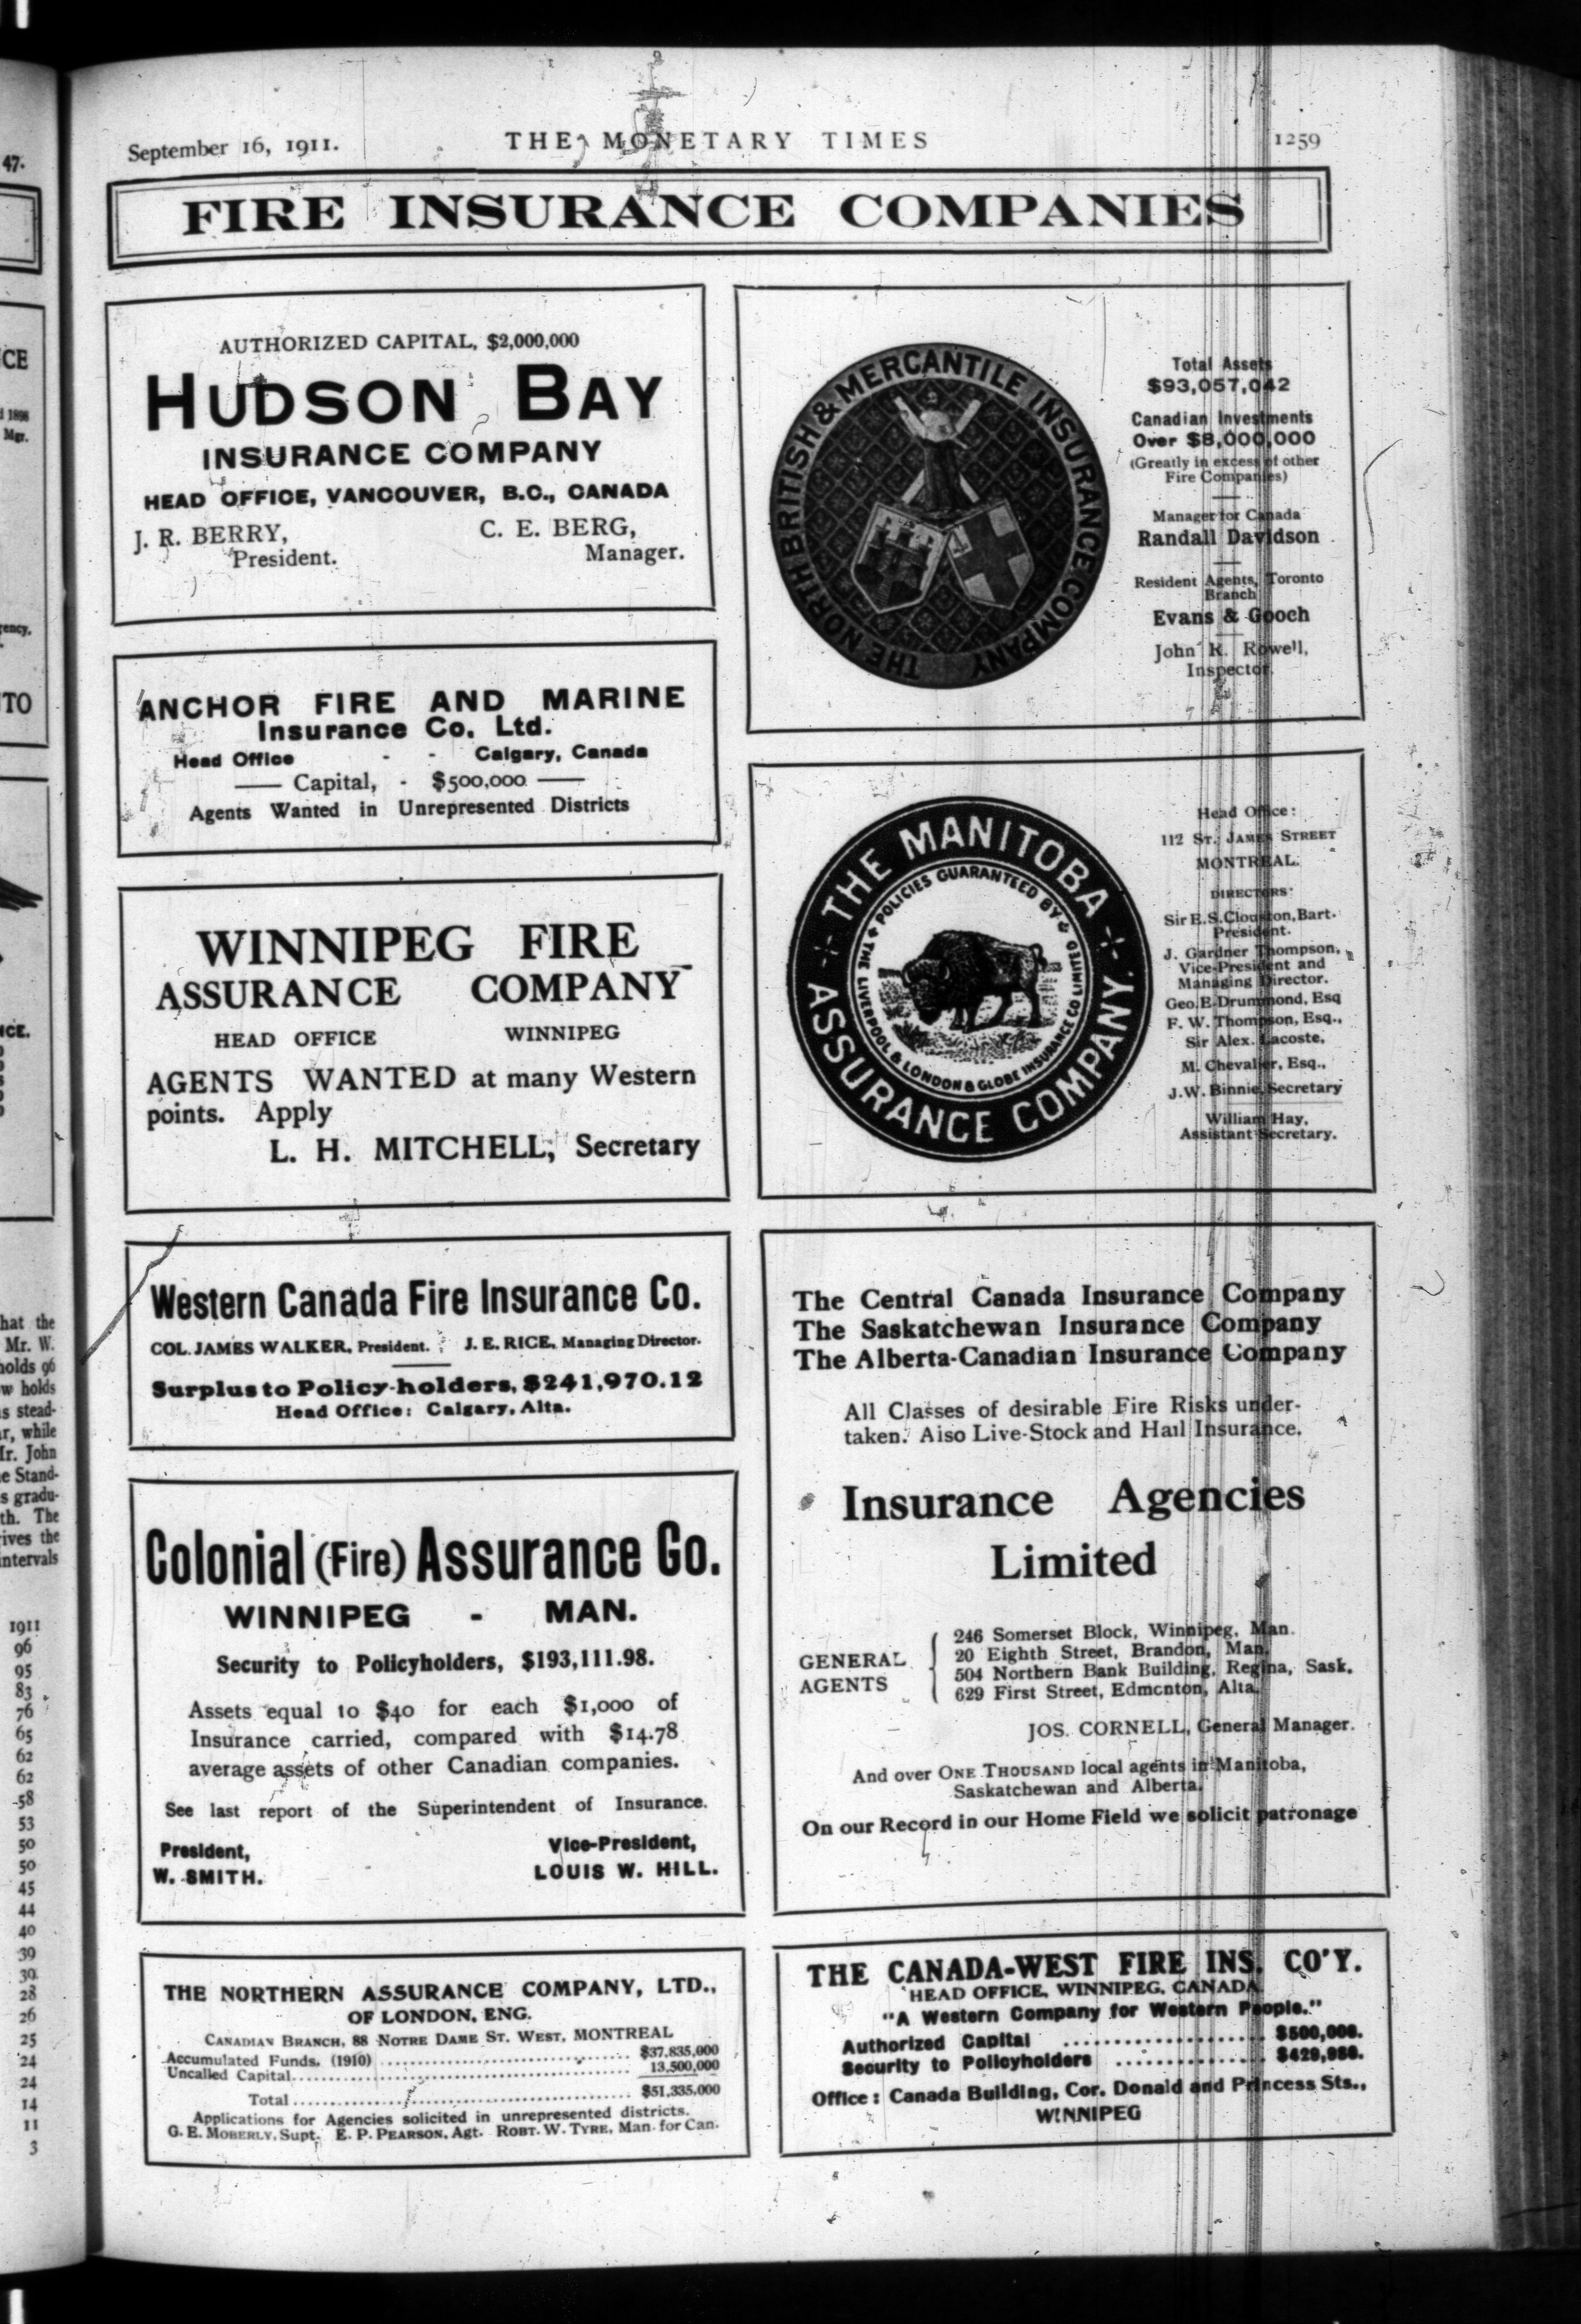 September 16, 1911.
THE MONETARY TIMES
1259
FIRE INSURANCE COMPANIES
AUTHORIZED CAPITAL, $2,000,000
HUDSON BAY
INSURANCE COMPANY
HEAD OFFICE, VANCOUVER, B.C., CANADA
J. R. BERRY,
President.
C. E. BERG,
Manager.
ANCHOR FIRE AND MARINE
Insurance Co. Ltd.
Head Office - - Calgary, Canada
Capital, - $500,000
Agents Wanted in Unrepresented Districts
WINNIPEG FIRE
ASSURANCE COMPANY
HEAD OFFICE WINNIPEG
AGENTS WANTED at many Western
points. Apply
L. H. MITCHELL, Secretary
Western Canada Fire Insurance Co.
COL. JAMES WALKER, President. J. E. RICE, Managing Director.
Surplus to Policy-holders, $241,970.12
Head Office: Calgary, Alta.
Colonial (Fire) Assurance Co.
WINNIPEG - MAN.
Security to Policyholders, $193,111.98.
Assets equal to $40 for each $1,000 of
Insurance carried, compared with $14.78
average assets of other Canadian companies.
See last report of the Superintendent of Insurance.
President,
W. SMITH.
Vice-President,
LOUIS W. HILL.
THE NORTHERN ASSURANCE COMPANY, LTD.,
OF LONDON, ENG.
CANADIAN BRANCH, 88 NOTRE DAME ST. WEST, MONTREAL
Accumulated Funds, (1910) $37,835,000
Uncalled Capital 13,500,000
Total $51,335,000
Applications for Agencies solicited in unrepresented districts.
G. E. MOBERLY, Supt. E. P. PEARSON, Agt. ROBT. W. TYRE, Man. for Can.
THE NORTH BRITISH & MERCANTILE INSURANCE COMPANY
Total Assets
$93,057,042
Canadian Investments
Over $8,000,000
(Greatly in excess of other
Fire Companies)
Manager for Canada
Randall Davidson
Resident Agents, Toronto
Branch
Evans & Gooch
John R. Rowell,
Inspector.
THE MANITOBA
ASSURANCE COMPANY.
POLICIES GUARANTEED BY
THE LIVERPOOL & LONDON & GLOBE INSURANCE CO LIMITED
Head Office:
112 ST. JAMES STREET
MONTREAL.
DIRECTORS:
Sir E. S. Clouston, Bart.
President.
J. Gardner Thompson,
Vice-President and
Managing Director.
Geo. E. Drummond, Esq
F. W. Thompson, Esq.,
Sir Alex. Lacoste,
M. Chevalier, Esq.,
J. W. Binnie, Secretary
William Hay,
Assistant Secretary.
The Central Canada Insurance Company
The Saskatchewan Insurance Company
The Alberta-Canadian Insurance Company
All Classes of desirable Fire Risks under-
taken. Also Live-Stock and Hail Insurance.
Insurance Agencies
Limited
GENERAL
AGENTS
246 Somerset Block, Winnipeg, Man.
20 Eighth Street, Brandon, Man.
504 Northern Bank Building, Regina, Sask.
629 First Street, Edmonton, Alta.
JOS. CORNELL, General Manager.
And over ONE THOUSAND local agents in Manitoba,
Saskatchewan and Alberta.
On our Record in our Home Field we solicit patronage
THE CANADA-WEST FIRE INS. CO'Y.
HEAD OFFICE, WINNIPEG, CANADA
"A Western Company for Western People."
Authorized Capital $500,000.
Security to Policyholders
Office: Canada Building, Cor. Donald and Princess Sts.,
WINNIPEG